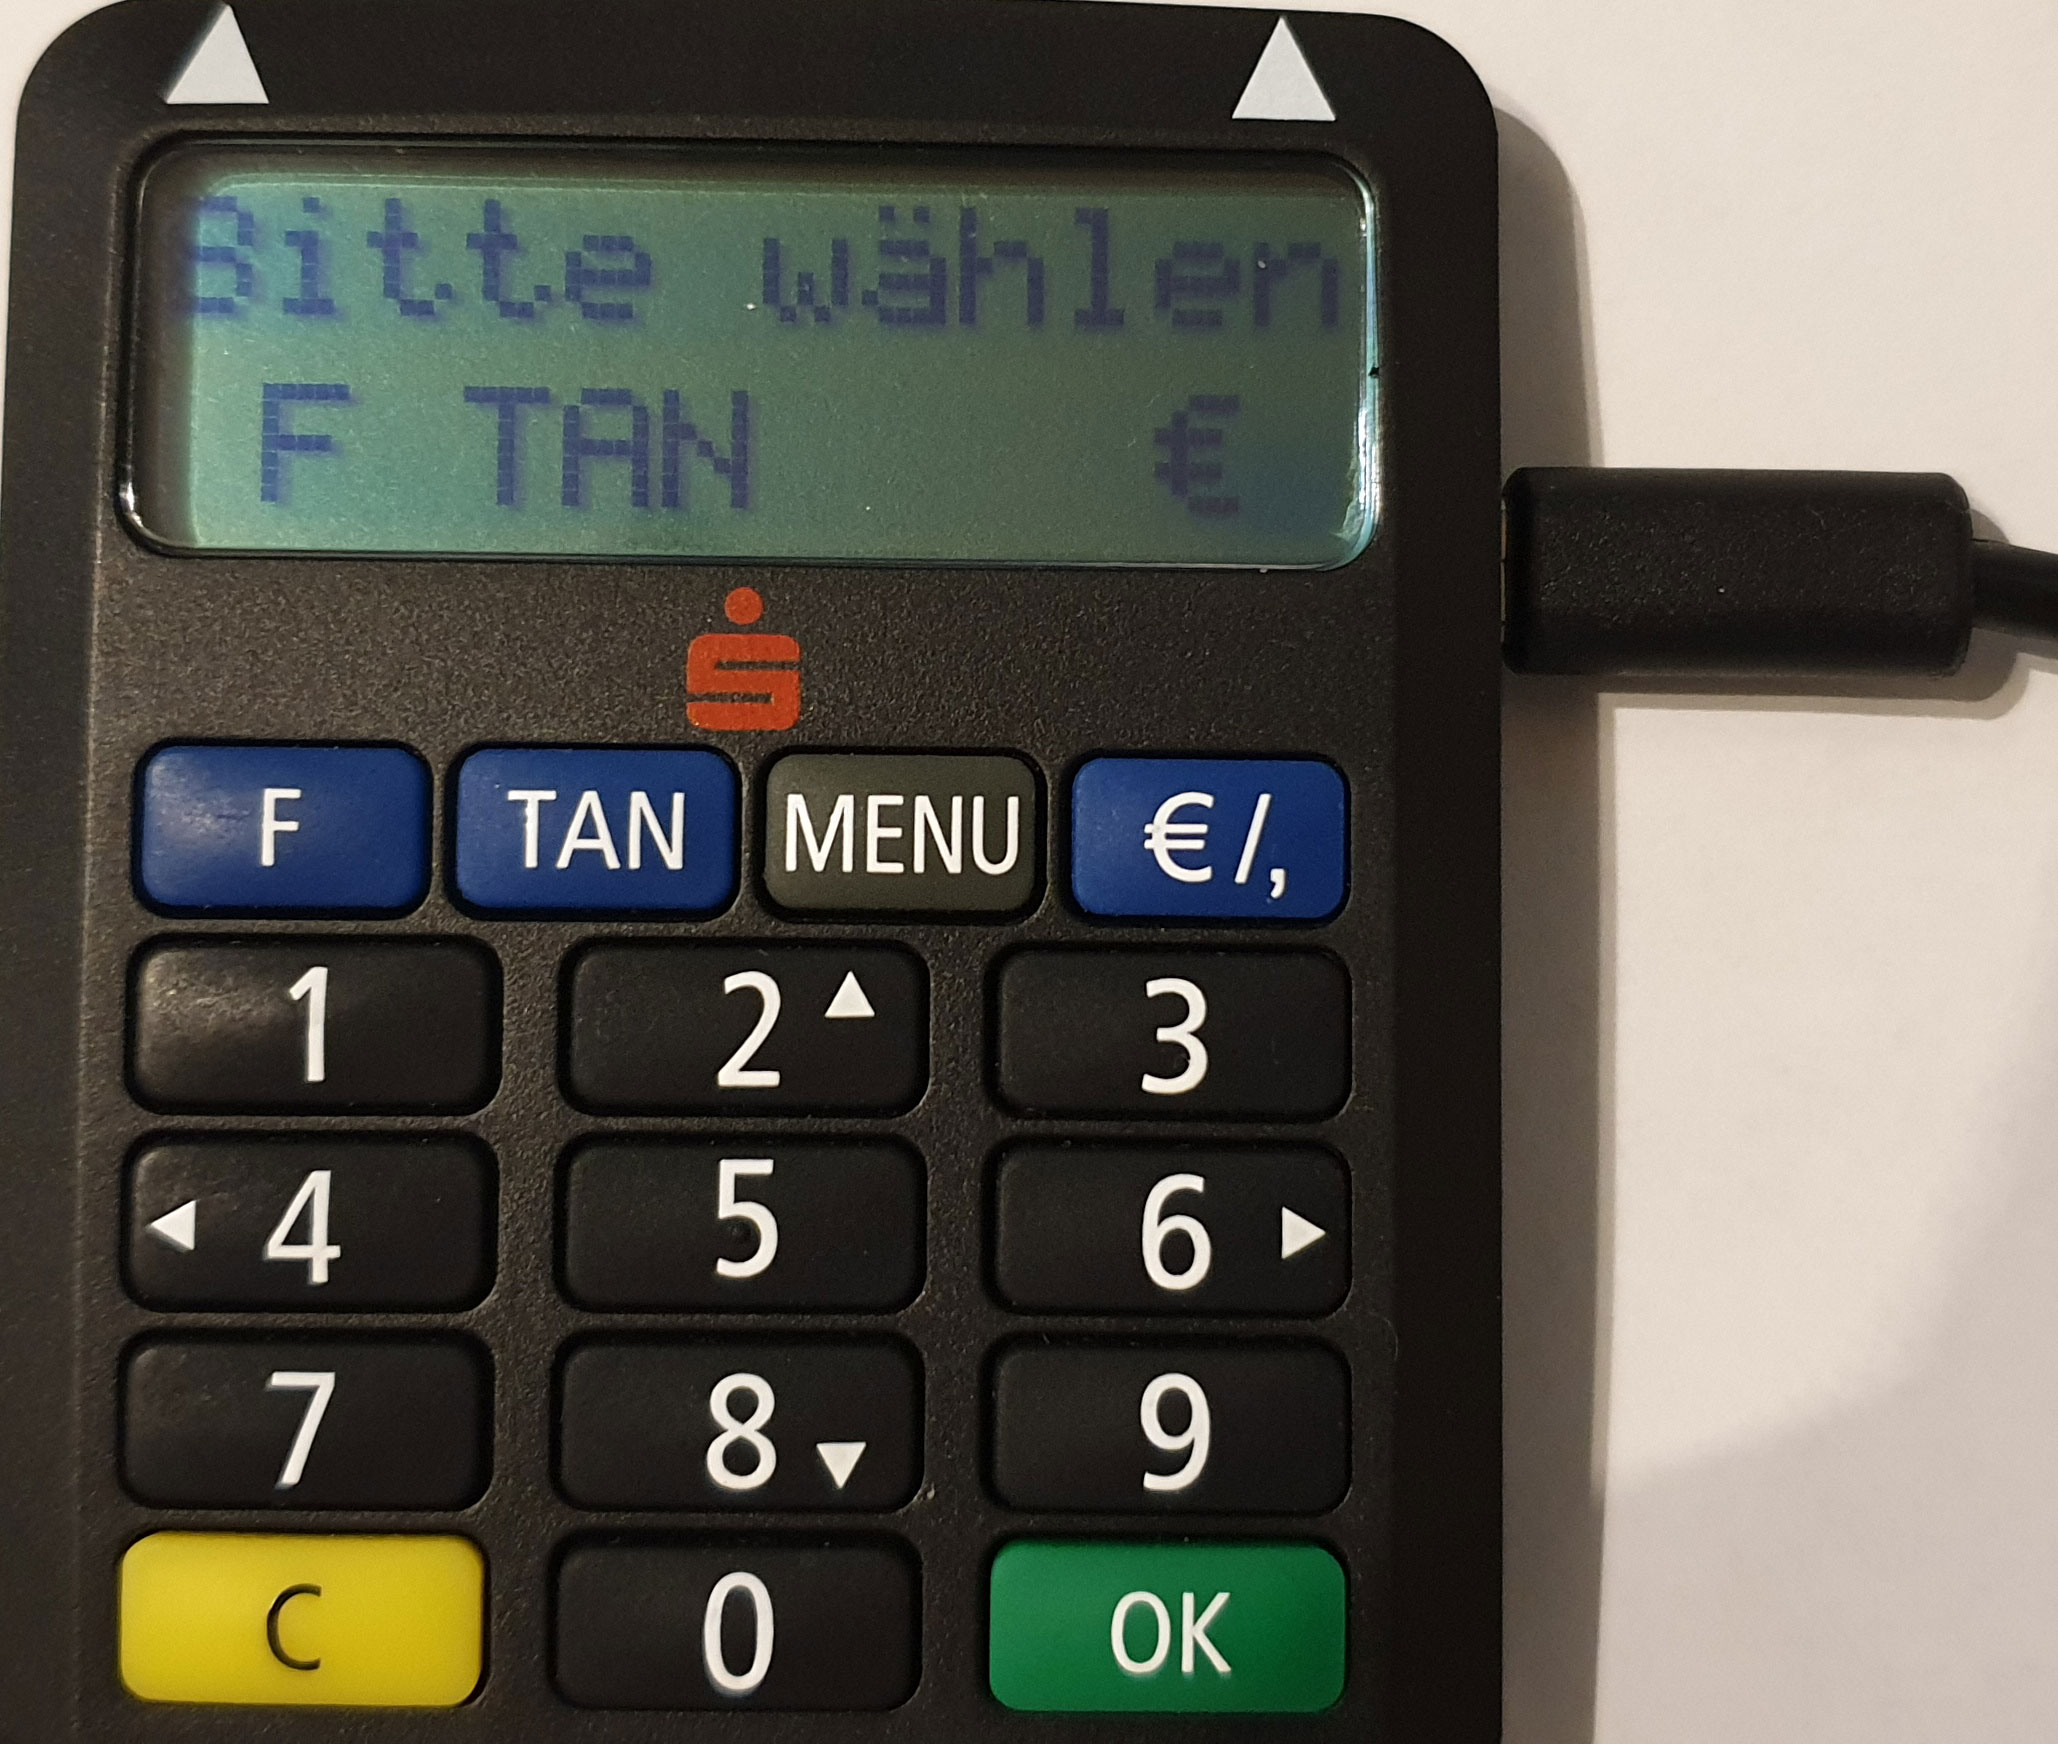 Bitte wählen
F TAN €
F TAN MENU €/,
1 2 3
4 5 6
7 8 9
C 0 OK